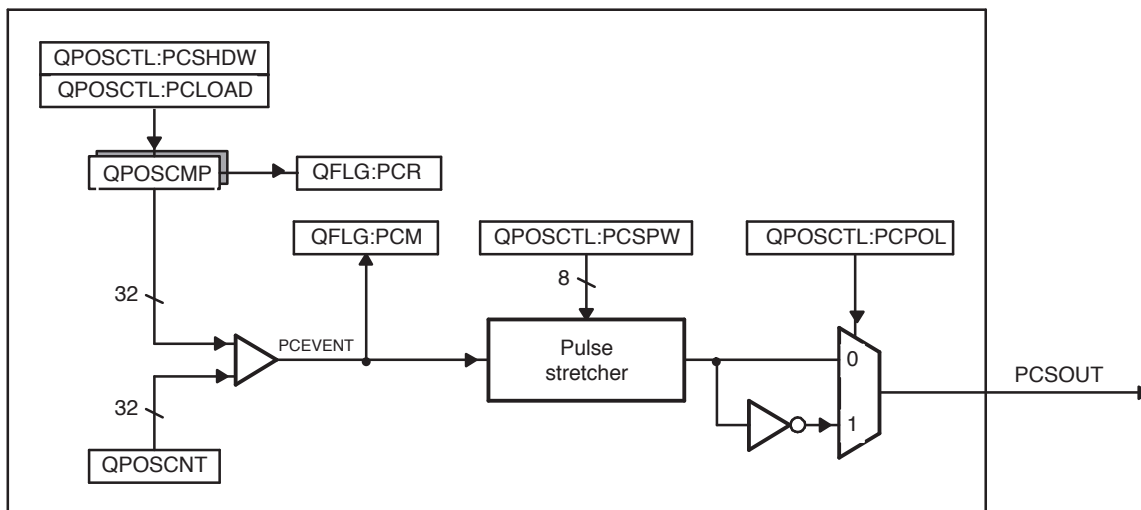 QPOSCTL:PCSHDW
QPOSCTL:PCLOAD
QPOSCMP
QFLG:PCR
QFLG:PCM
QPOSCTL:PCSPW
QPOSCTL:PCPOL
8
32
PCEVENT
Pulse
stretcher
0
PCSOUT
32
1
QPOSCNT